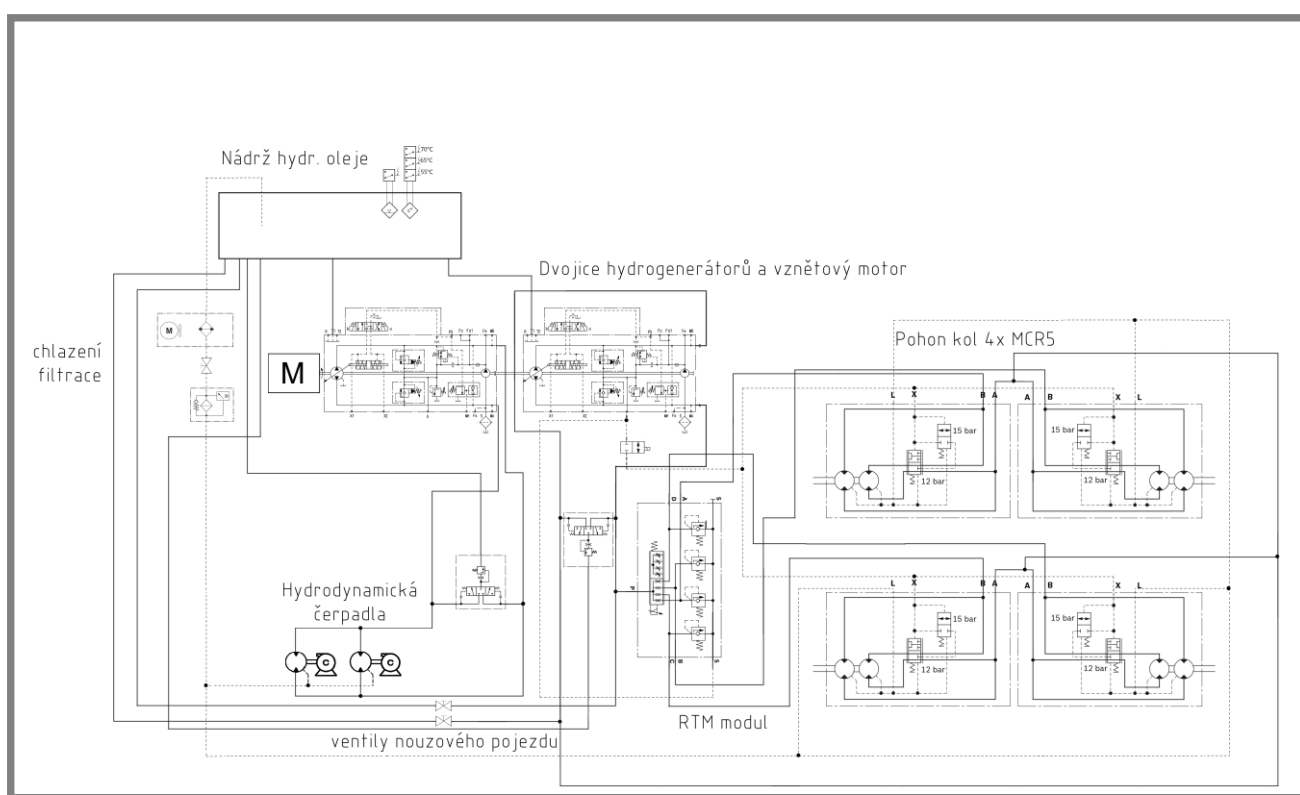 Nádrž hydr. oleje
70°C
65°C
55°C
Dvojice hydrogenerátorů a vznětový motor
Pohon kol 4x MCR5
chlazení
filtrace
M
M
L X B A A B X L
15 bar 15 bar
12 bar 12 bar
D A S
P
C B S
Hydrodynamická
čerpadla
C C
L X B A A B X L
15 bar 15 bar
12 bar 12 bar
RTM modul
ventily nouzového pojezdu